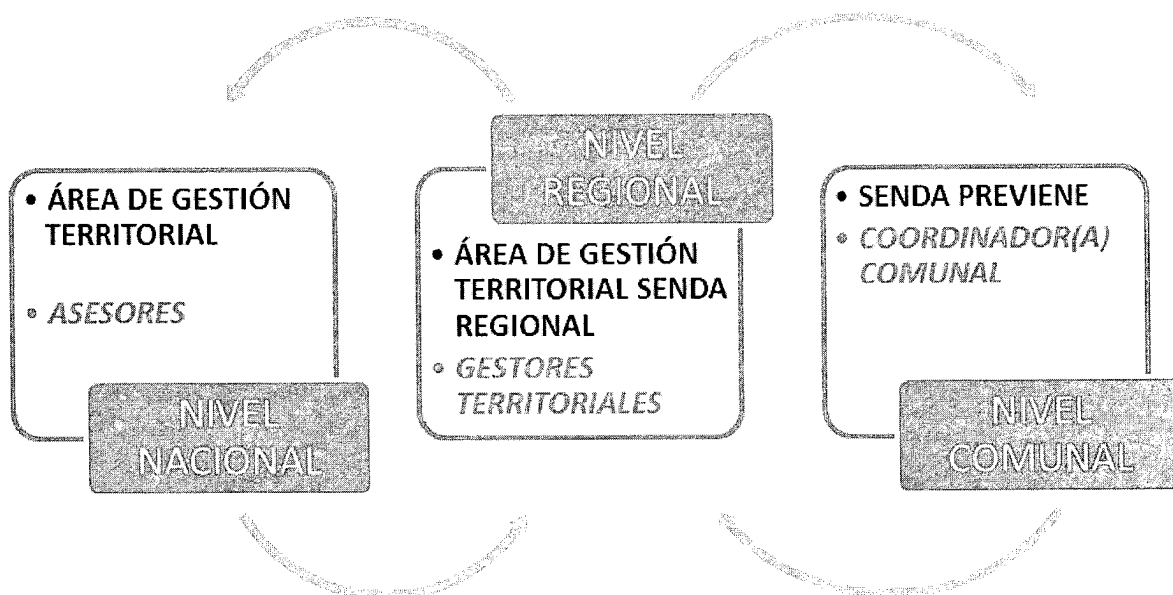 • ÁREA DE GESTIÓN
TERRITORIAL
• ASESORES
NIVEL
NACIONAL
NIVEL
REGIONAL
• ÁREA DE GESTIÓN
TERRITORIAL SENDA
REGIONAL
• GESTORES
TERRITORIALES
• SENDA PREVIENE
• COORDINADOR(A)
COMUNAL
NIVEL
COMUNAL